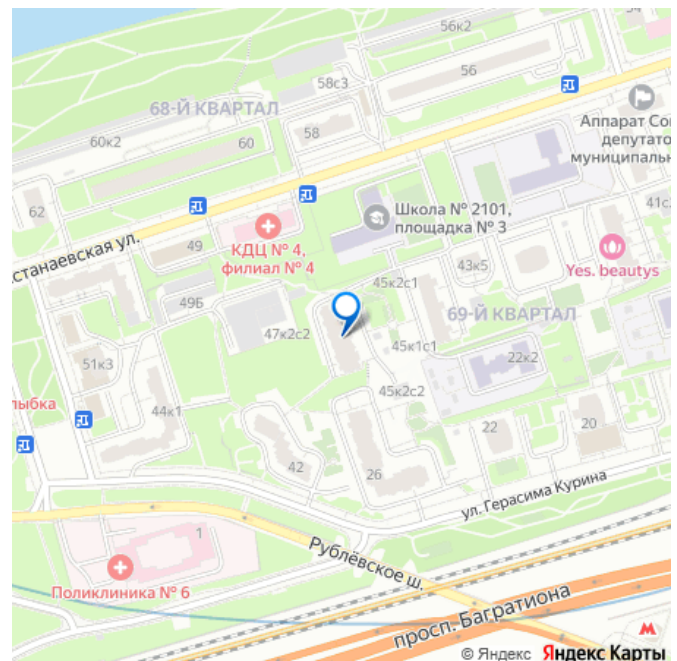 56к2
54
56
58с3
68-Й КВАРТАЛ
58
60к2
60
Аппарат Сов
депутато
муниципальн
62
Школа № 2101,
площадка № 3
41с
49
КДЦ № 4,
филиал № 4
станаевская ул.
43к5
Yes. beautys
45к2с1
49Б
69-Й КВАРТАЛ
47к2с2
45к1с1
22к2
51к3
45к2с2
лыбка
44к1
22
20
42
26
ул. Герасима Курина
1
Рублёвское ш.
Поликлиника № 6
просп. Багратиона
© Яндекс Яндекс Карты